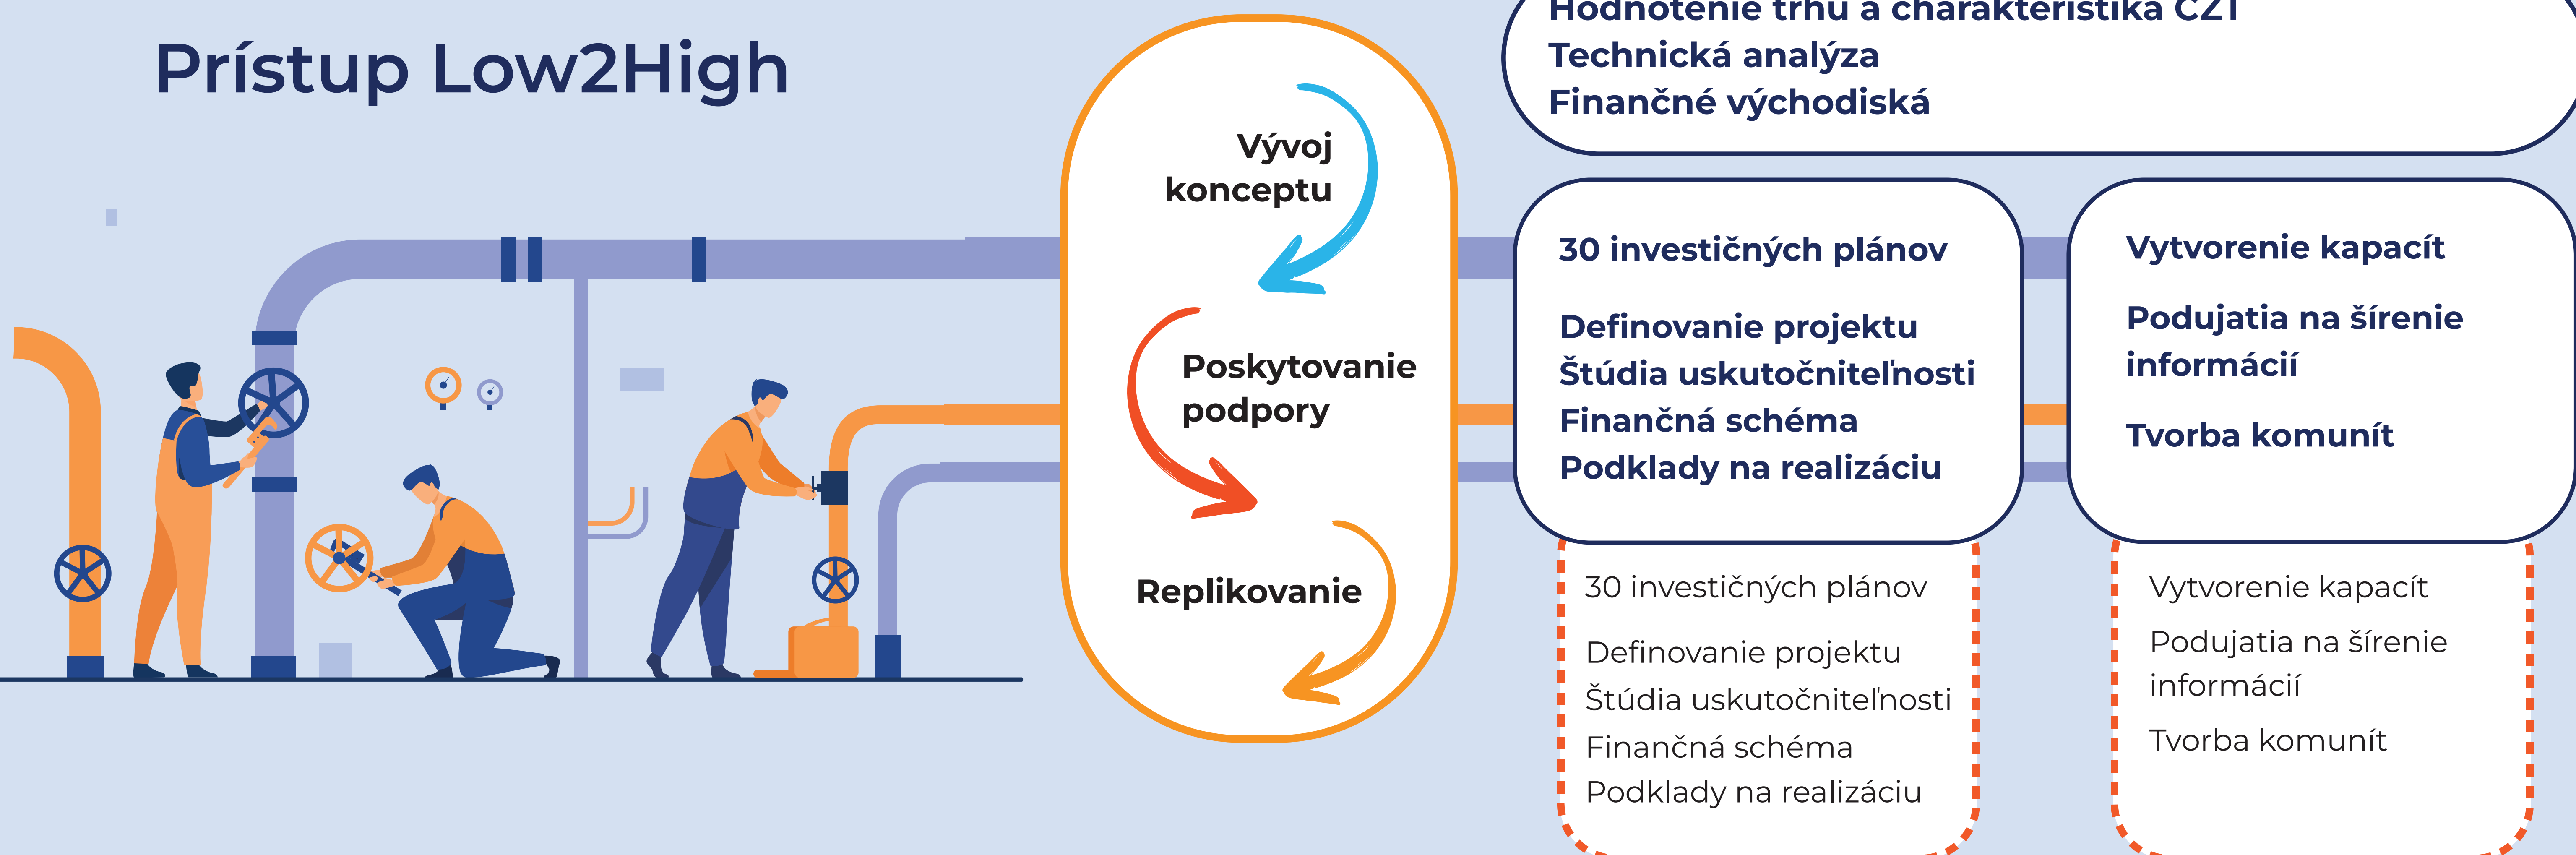 Prístup Low2High
Vývoj
konceptu
Poskytovanie
podpory
Replikovanie
Hodnotenie trhu a charakteristika CZT
Technická analýza
Finančné východiská
30 investičných plánov
Definovanie projektu
Štúdia uskutočniteľnosti
Finančná schéma
Podklady na realizáciu
Vytvorenie kapacít
Podujatia na šírenie
informácií
Tvorba komunít
30 investičných plánov
Definovanie projektu
Štúdia uskutočniteľnosti
Finančná schéma
Podklady na realizáciu
Vytvorenie kapacít
Podujatia na šírenie
informácií
Tvorba komunít